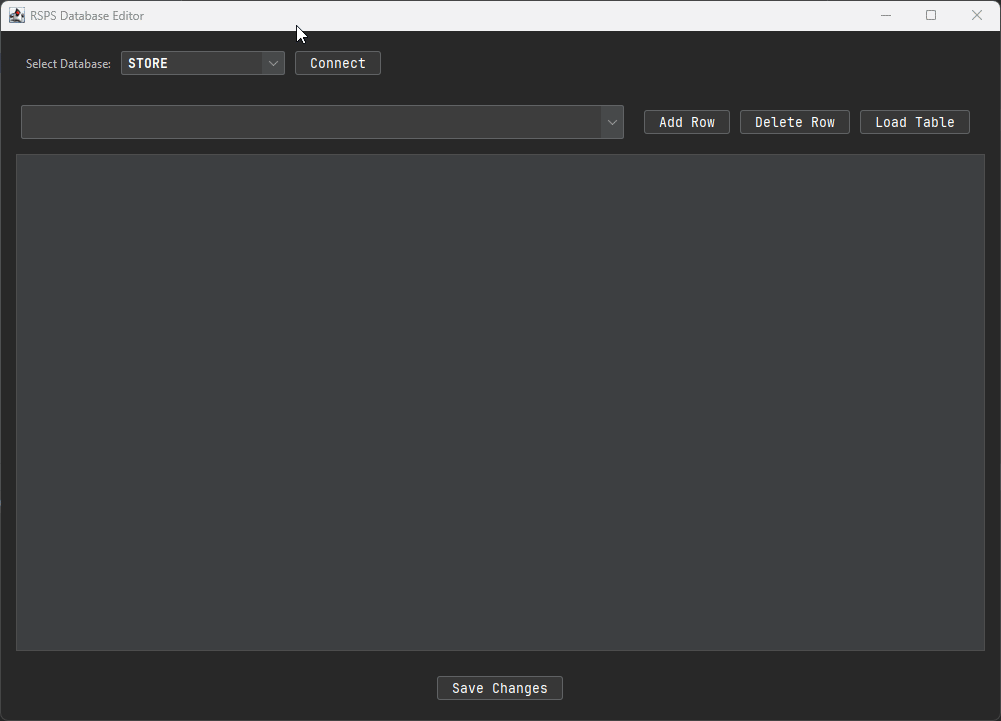 RSPS Database Editor
Select Database: STORE Connect
Add Row Delete Row Load Table
Save Changes